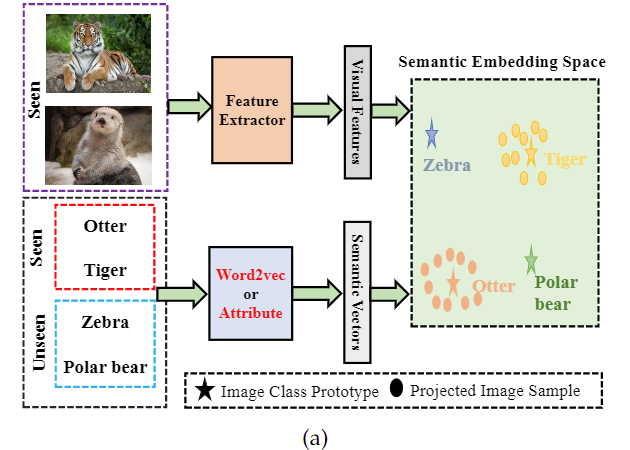 Seen
Feature
Extractor
Visual Features
Semantic Embedding Space
Zebra
Tiger
Otter
Polar
bear
Seen
Otter
Tiger
Unseen
Zebra
Polar bear
Word2vec
or
Attribute
Semantic Vectors
Image Class Prototype
Projected Image Sample
(a)